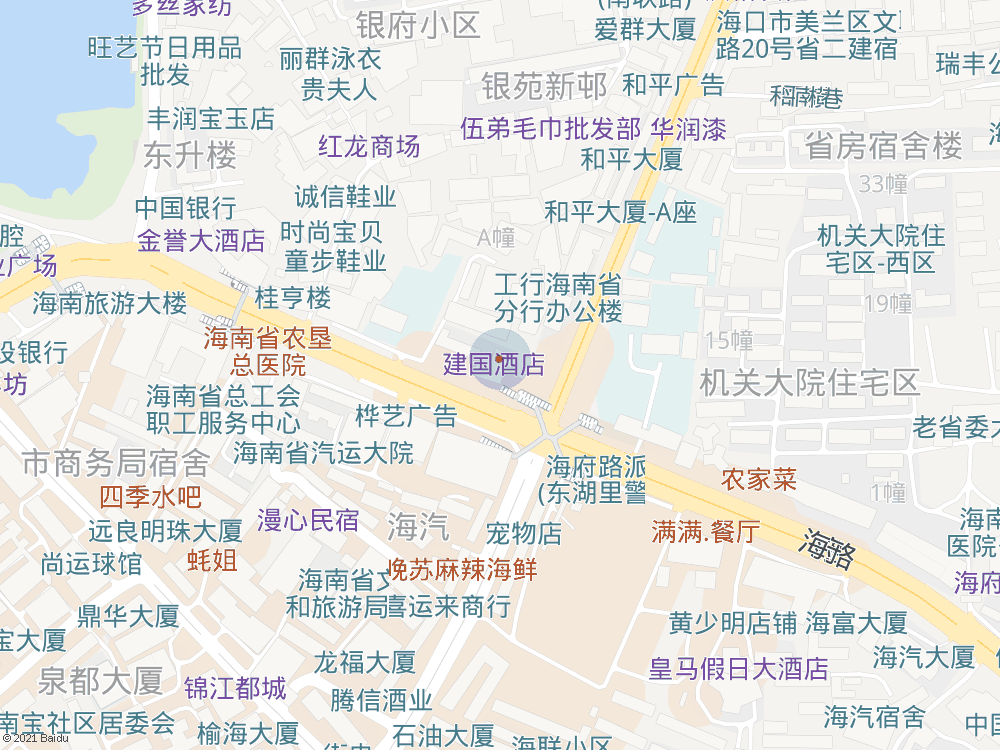 多丝家纺
银府小区
(南联路)
爱群大厦
海口市美兰区文
路20号省二建宿
旺艺节日用品
批发
丽群泳衣
贵夫人
银苑新邨
和平广告
瑞丰公
丰润宝玉店
东升楼
红龙商场
伍弟毛巾批发部
华润漆
和平大厦
省房宿舍楼
33幢
诚信鞋业
中国银行
金誉大酒店
时尚宝贝
童步鞋业
A幢
和平大厦-A座
机关大院住
宅区-西区
腔
业广场
海南旅游大楼
桂亨楼
工行海南省
分行办公楼
19幢
15幢
设银行
海南省农垦
总医院
建国酒店
机关大院住宅区
海南省总工会
职工服务中心
桦艺广告
老省委大
市商务局宿舍
海南省汽运大院
海府路派
(东湖里警
农家菜
1幢
四季水吧
远良明珠大厦
漫心民宿
海汽
宠物店
满满.餐厅
海南
医院
尚运球馆
蚝姐
海南省文
和旅游局
晚苏麻辣海鲜
喜运来商行
海府
鼎华大厦
宝大厦
黄少明店铺
海富大厦
龙福大厦
皇马假日大酒店
海汽大厦
泉都大厦
锦江都城
腾信酒业
海汽宿舍
南宝社区居委会
榆海大厦
石油大厦
海联小区
中国
© 2021 Baidu